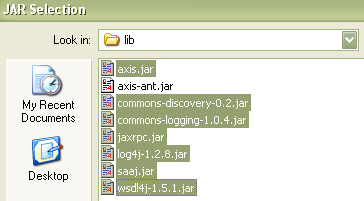 JAR Selection
Look in: lib
My Recent
Documents
Desktop
axis.jar
axis-ant.jar
commons-discovery-0.2.jar
commons-logging-1.0.4.jar
jaxrpc.jar
log4j-1.2.8.jar
saaj.jar
wsdl4j-1.5.1.jar